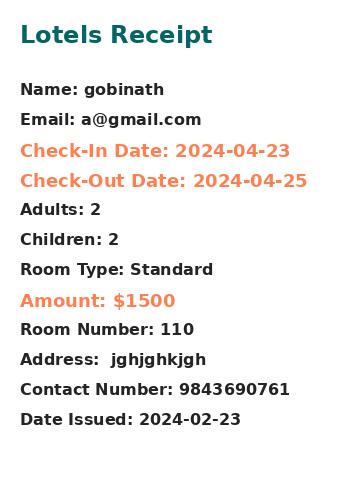 Lotels Receipt
Name: gobinath
Email: a@gmail.com
Check-In Date: 2024-04-23
Check-Out Date: 2024-04-25
Adults: 2
Children: 2
Room Type: Standard
Amount: $1500
Room Number: 110
Address:  jghjghkjgh
Contact Number: 9843690761
Date Issued: 2024-02-23